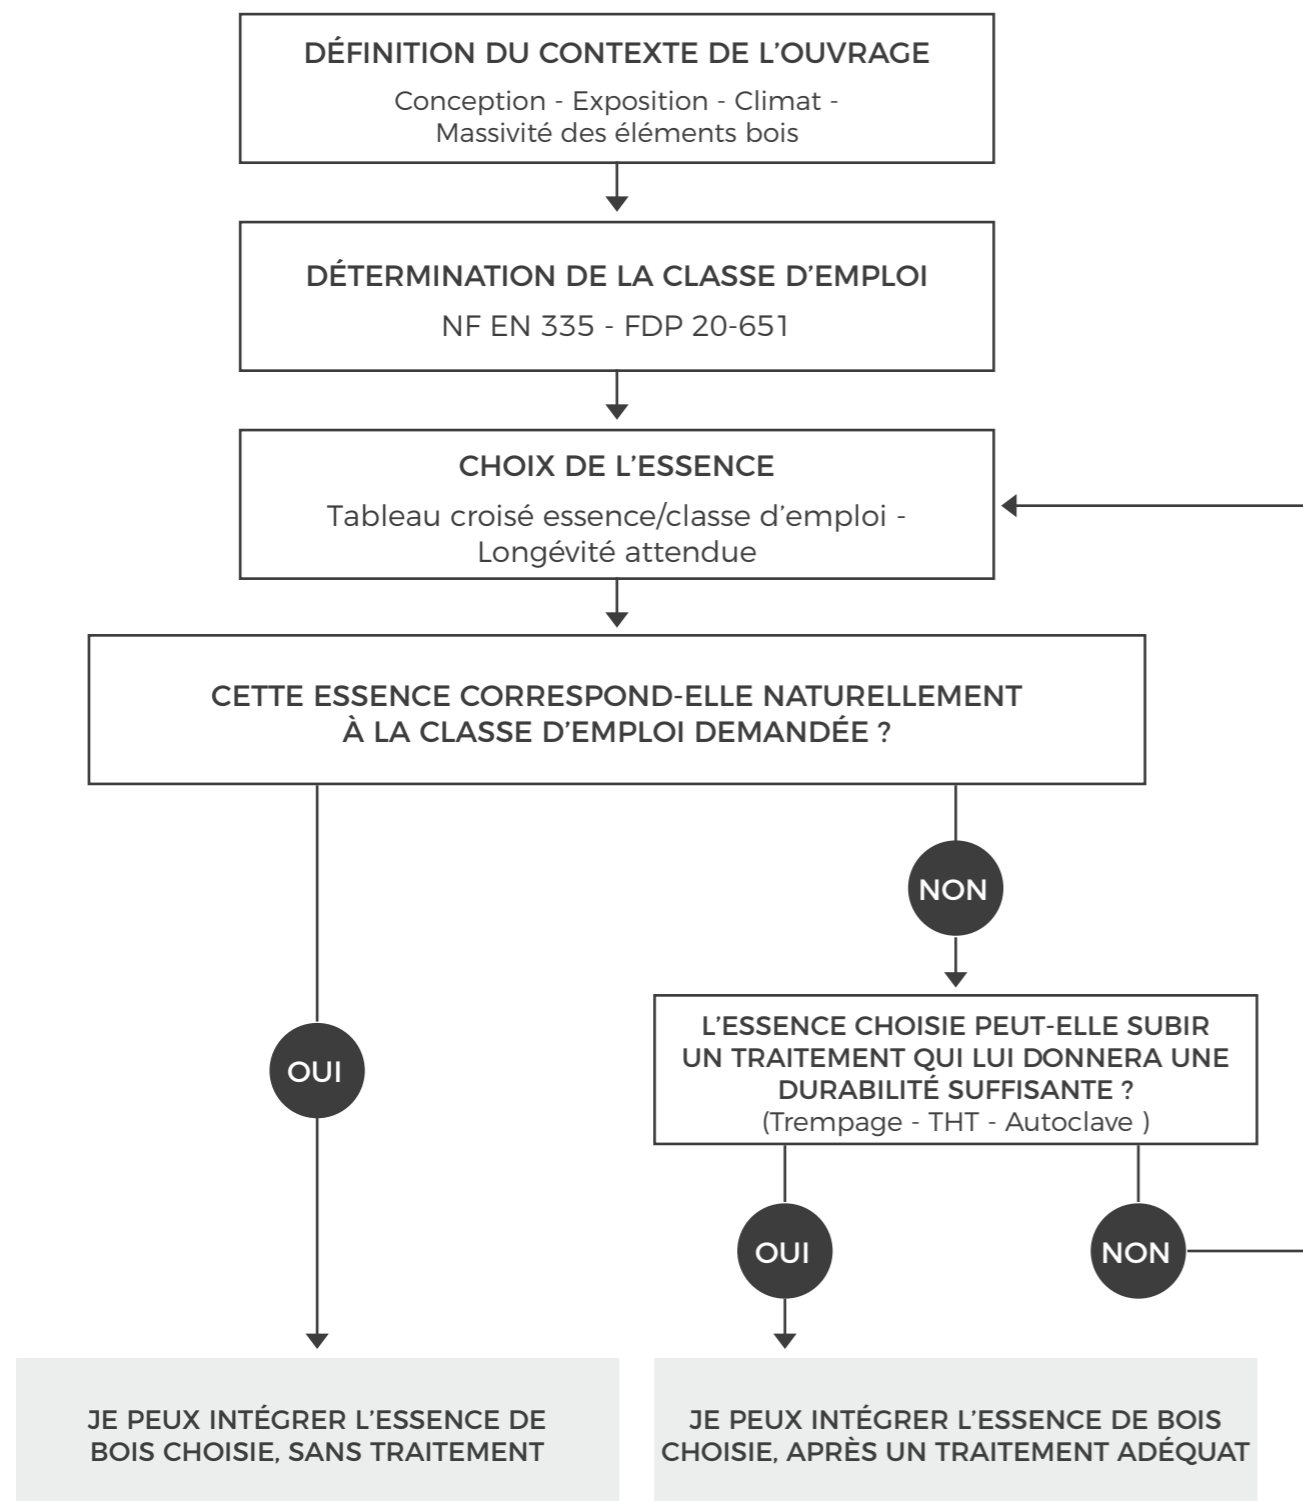 DÉFINITION DU CONTEXTE DE L’OUVRAGE
Conception - Exposition - Climat -
Massivité des éléments bois
DÉTERMINATION DE LA CLASSE D’EMPLOI
NF EN 335 - FDP 20-651
CHOIX DE L’ESSENCE
Tableau croisé essence/classe d’emploi -
Longévité attendue
CETTE ESSENCE CORRESPOND-ELLE NATURELLEMENT
À LA CLASSE D’EMPLOI DEMANDÉE ?
NON
L’ESSENCE CHOISIE PEUT-ELLE SUBIR
UN TRAITEMENT QUI LUI DONNERA UNE
DURABILITÉ SUFFISANTE ?
(Trempage - THT - Autoclave )
OUI
OUI
NON
JE PEUX INTÉGRER L’ESSENCE DE
BOIS CHOISIE, SANS TRAITEMENT
JE PEUX INTÉGRER L’ESSENCE DE BOIS
CHOISIE, APRÈS UN TRAITEMENT ADÉQUAT